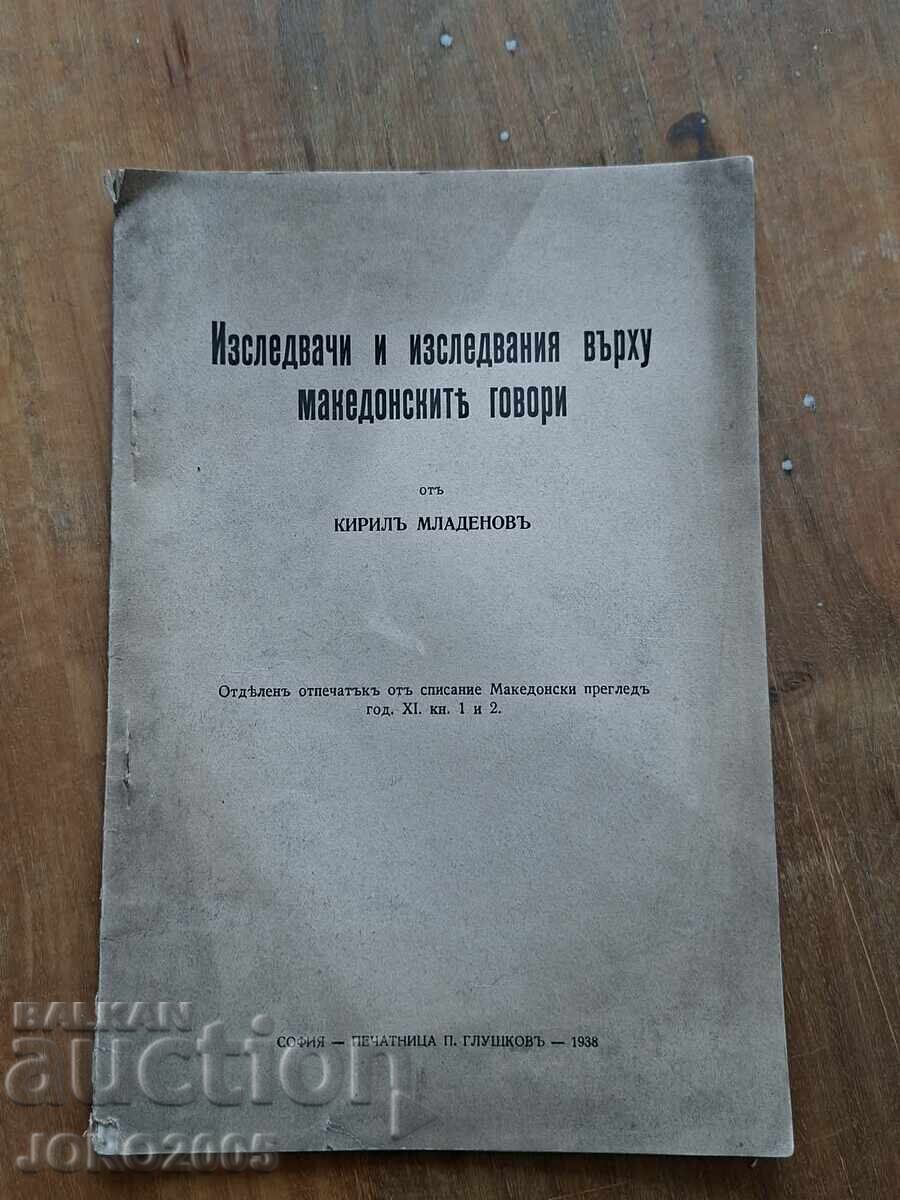 Изследвачи и изследвания върху
македонскитѣ говори
отъ
КИРИЛЪ МЛАДЕНОВЪ
Отдѣленъ отпечатъкъ отъ списание Македонски прегледъ
год. XI. кн. 1 и 2.
СОФИЯ — ПЕЧАТНИЦА П. ГЛУШКОВЪ — 1938
BALKAN
auction
JOKO2005